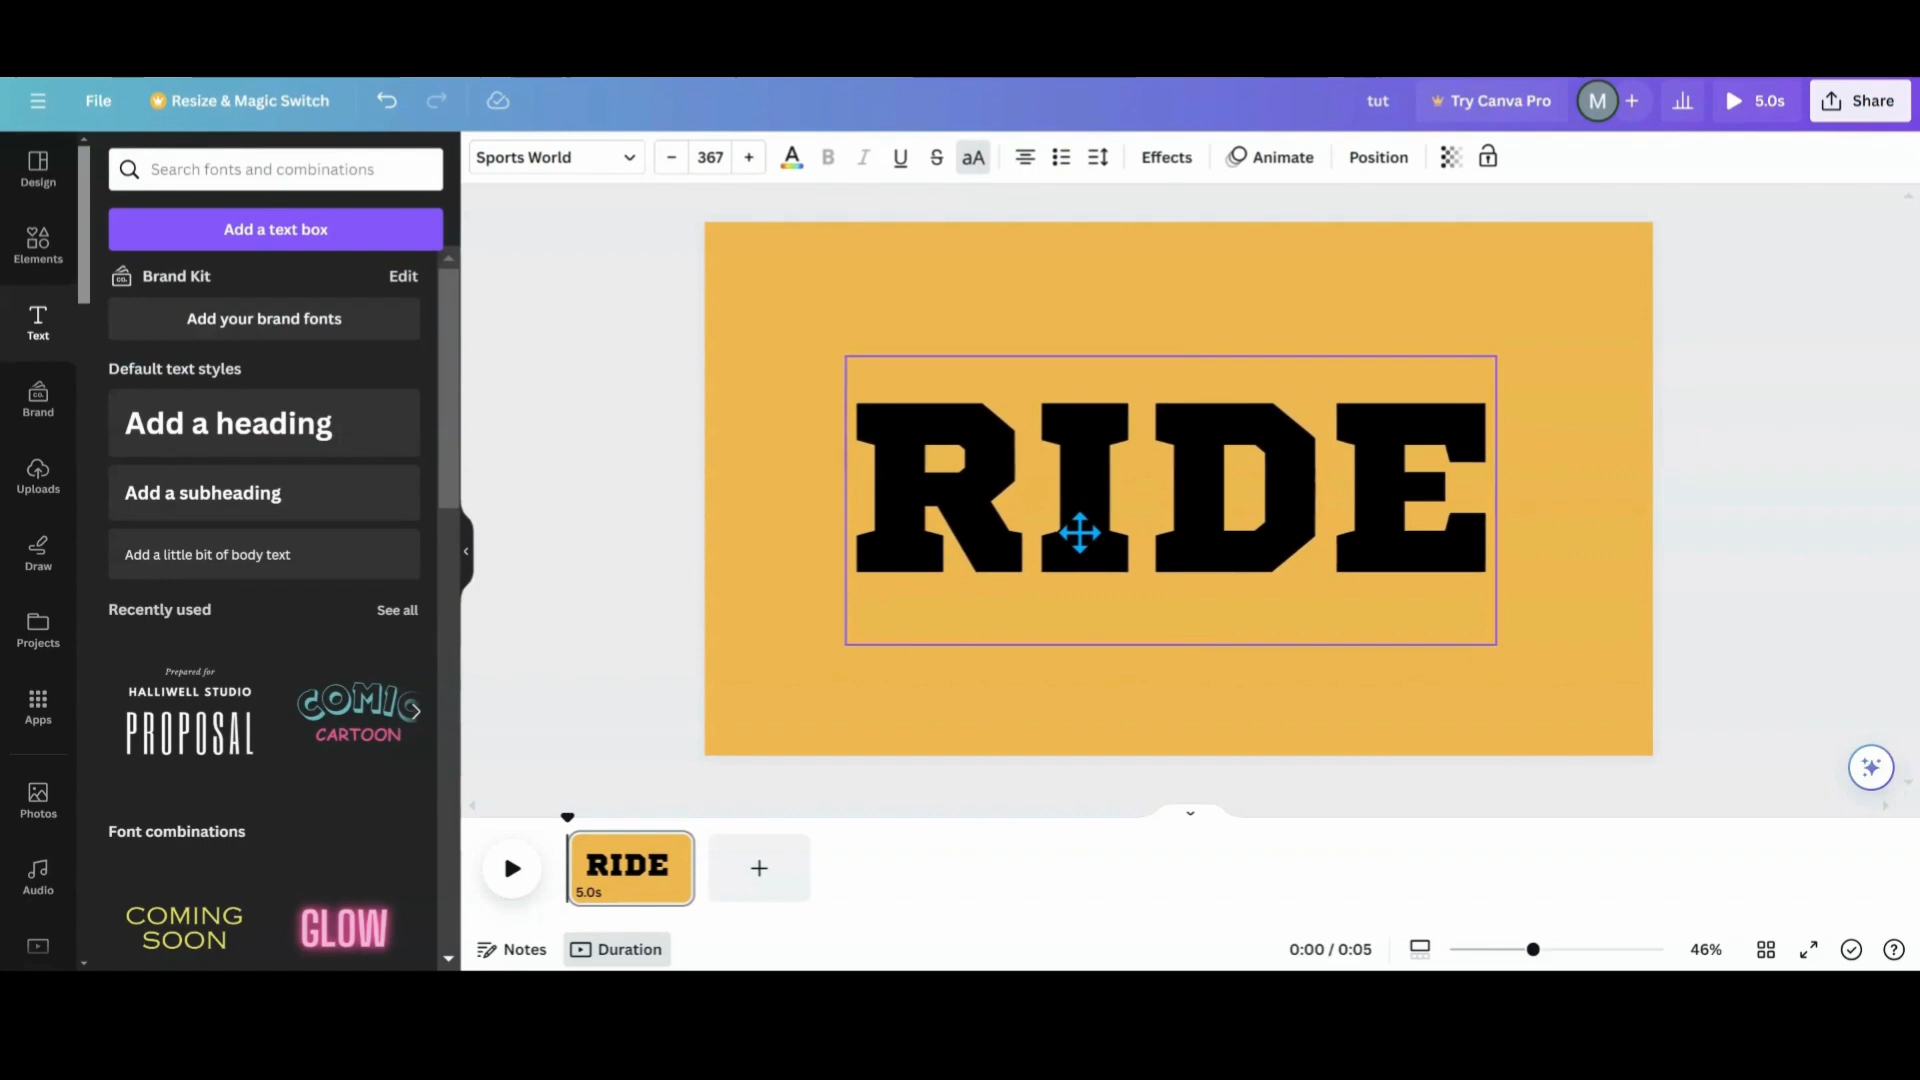 File
Resize & Magic Switch
tut
Try Canva Pro
M
5.0s
Share
Design
Elements
Text
Brand
Uploads
Draw
Projects
Apps
Photos
Audio
Search fonts and combinations
Add a text box
CO.
Brand Kit
Edit
Add your brand fonts
Default text styles
Add a heading
Add a subheading
Add a little bit of body text
Recently used
See all
Prepared for
HALLIWELL STUDIO
PROPOSAL
COMIC
CARTOON
Font combinations
COMING
SOON
GLOW
Sports World
367
A B I U S aA
Effects
Animate
Position
RIDE
RIDE
5.0s
Notes
Duration
0:00 / 0:05
46%